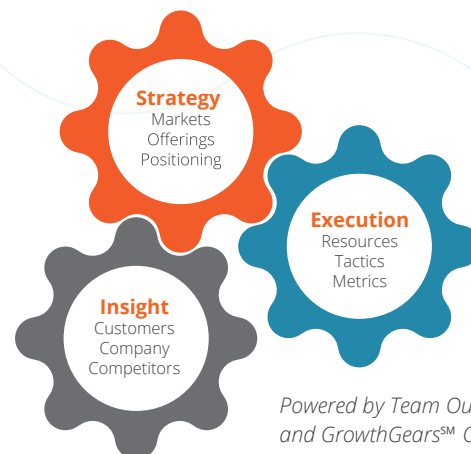 Strategy
Markets
Offerings
Positioning
Execution
Resources
Tactics
Metrics
Insight
Customers
Company
Competitors
Powered by Team
and GrowthGears℠